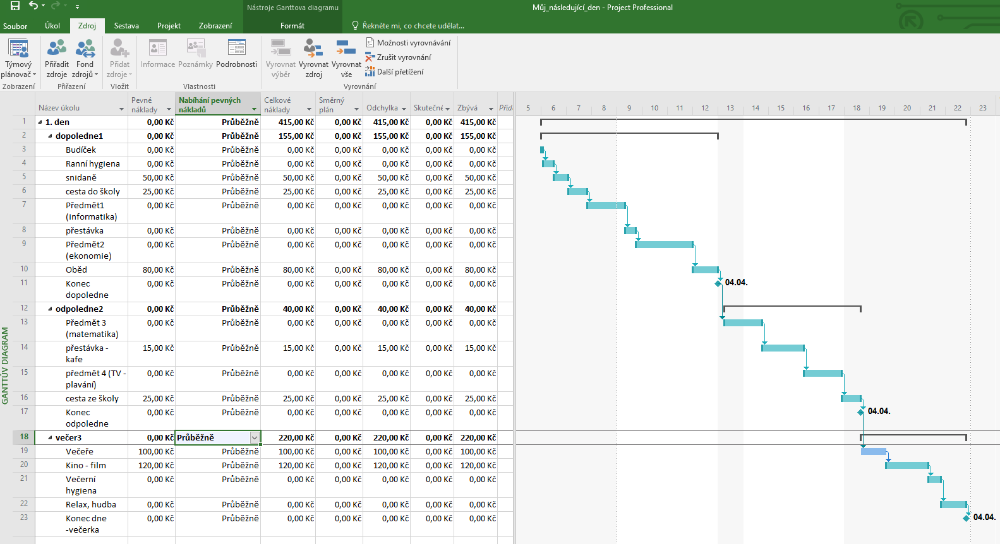 Nástroje Ganttova diagramu
Můj_následující_den - Project Professional
Soubor Úkol Zdroj Sestava Projekt Zobrazení Formát Řekněte mi, co chcete udělat...
Týmový plánovač
Přiřadit zdroje
Fond zdrojů
Přidat zdroje
Informace
Poznámky
Podrobnosti
Vyrovnat výběr
Vyrovnat zdroj
Vyrovnat vše
Možnosti vyrovnávání
Zrušit vyrovnání
Další přetížení
Zobrazení Přiřazení Vložit Vlastnosti Vyrovnání
Název úkolu
Pevné náklady
Nabíhání pevných nákladů
Celkové náklady
Směrný plán
Odchylka
Skutečné
Zbývá
5 6 7 8 9 10 11 12 13 14 15 16 17 18 19 20 21 22 23
1 1. den 0,00 Kč Průběžně 415,00 Kč 0,00 Kč 415,00 Kč 0,00 Kč 415,00 Kč
2 dopoledne1 0,00 Kč Průběžně 155,00 Kč 0,00 Kč 155,00 Kč 0,00 Kč 155,00 Kč
3 Budíček 0,00 Kč Průběžně 0,00 Kč 0,00 Kč 0,00 Kč 0,00 Kč 0,00 Kč
4 Ranní hygiena 0,00 Kč Průběžně 0,00 Kč 0,00 Kč 0,00 Kč 0,00 Kč 0,00 Kč
5 snidaně 50,00 Kč Průběžně 50,00 Kč 0,00 Kč 50,00 Kč 0,00 Kč 50,00 Kč
6 cesta do školy 25,00 Kč Průběžně 25,00 Kč 0,00 Kč 25,00 Kč 0,00 Kč 25,00 Kč
7 Předmět1 0,00 Kč Průběžně 0,00 Kč 0,00 Kč 0,00 Kč 0,00 Kč 0,00 Kč
(informatika)
8 přestávka 0,00 Kč Průběžně 0,00 Kč 0,00 Kč 0,00 Kč 0,00 Kč 0,00 Kč
9 Předmět2 0,00 Kč Průběžně 0,00 Kč 0,00 Kč 0,00 Kč 0,00 Kč 0,00 Kč
(ekonomie)
10 Oběd 80,00 Kč Průběžně 80,00 Kč 0,00 Kč 80,00 Kč 0,00 Kč 80,00 Kč
11 Konec 0,00 Kč Průběžně 0,00 Kč 0,00 Kč 0,00 Kč 0,00 Kč 0,00 Kč 04.04.
dopoledne
12 odpoledne2 0,00 Kč Průběžně 40,00 Kč 0,00 Kč 40,00 Kč 0,00 Kč 40,00 Kč
13 Předmět 3 0,00 Kč Průběžně 0,00 Kč 0,00 Kč 0,00 Kč 0,00 Kč 0,00 Kč
(matematika)
14 přestávka - 15,00 Kč Průběžně 15,00 Kč 0,00 Kč 15,00 Kč 0,00 Kč 15,00 Kč
kafe
15 předmět 4 (TV - 0,00 Kč Průběžně 0,00 Kč 0,00 Kč 0,00 Kč 0,00 Kč 0,00 Kč
plavání)
16 cesta ze školy 25,00 Kč Průběžně 25,00 Kč 0,00 Kč 25,00 Kč 0,00 Kč 25,00 Kč
17 Konec 0,00 Kč Průběžně 0,00 Kč 0,00 Kč 0,00 Kč 0,00 Kč 0,00 Kč 04.04.
odpoledne
18 večer3 0,00 Kč Průběžně 220,00 Kč 0,00 Kč 220,00 Kč 0,00 Kč 220,00 Kč
19 Večeře 100,00 Kč Průběžně 100,00 Kč 0,00 Kč 100,00 Kč 0,00 Kč 100,00 Kč
20 Kino - film 120,00 Kč Průběžně 120,00 Kč 0,00 Kč 120,00 Kč 0,00 Kč 120,00 Kč
21 Večerní 0,00 Kč Průběžně 0,00 Kč 0,00 Kč 0,00 Kč 0,00 Kč 0,00 Kč
hygiena
22 Relax, hudba 0,00 Kč Průběžně 0,00 Kč 0,00 Kč 0,00 Kč 0,00 Kč 0,00 Kč
23 Konec dne 0,00 Kč Průběžně 0,00 Kč 0,00 Kč 0,00 Kč 0,00 Kč 0,00 Kč 04.04.
-večerka
GANTTŮV DIAGRAM